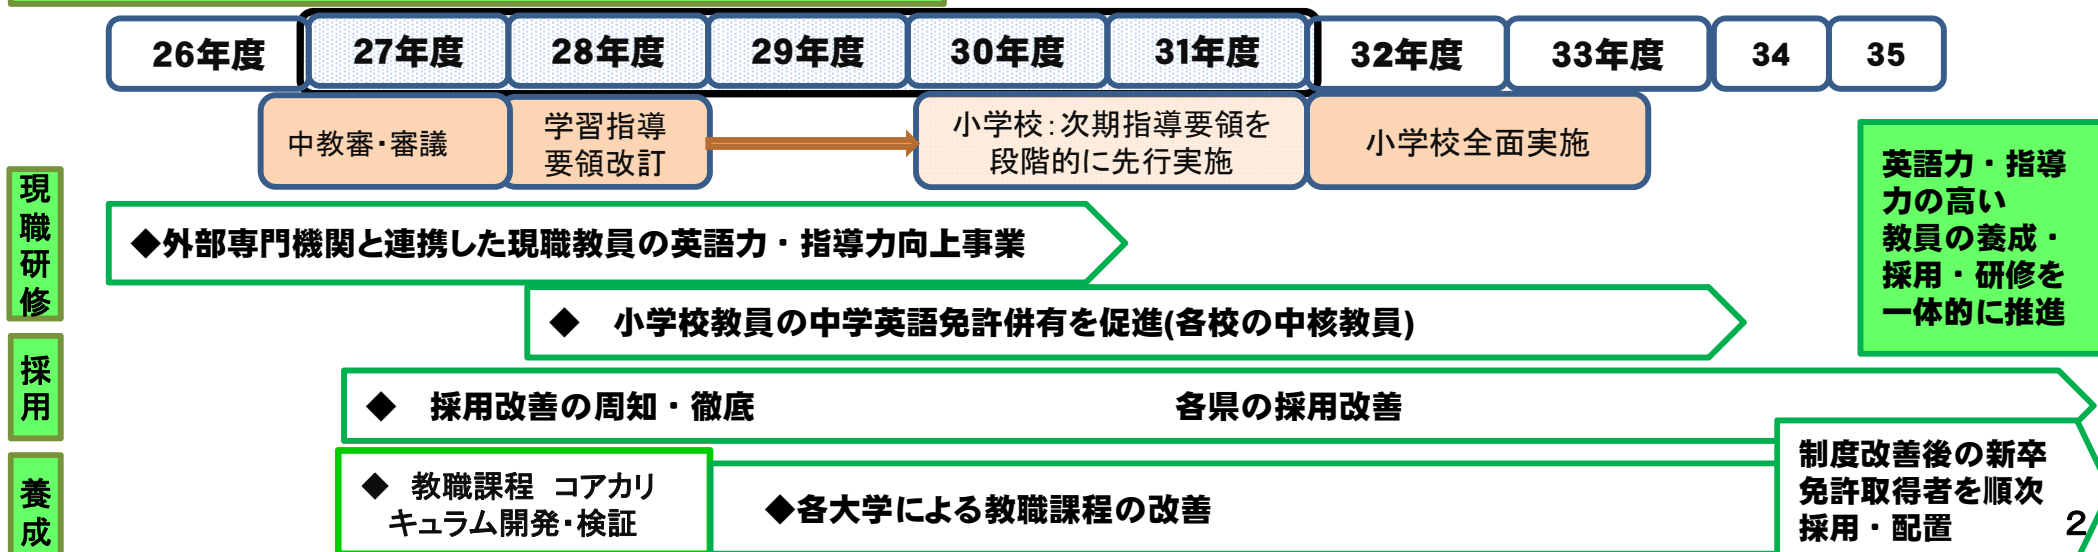 26年度
27年度
28年度
29年度
30年度
31年度
32年度
33年度
34
35
中教審・審議
学習指導
要領改訂
小学校:次期指導要領を
段階的に先行実施
小学校全面実施
現職研修
◆外部専門機関と連携した現職教員の英語力・指導力向上事業
◆ 小学校教員の中学英語免許併有を促進(各校の中核教員)
英語力・指導
力の高い
教員の養成・
採用・研修を
一体的に推進
採用
◆ 採用改善の周知・徹底
各県の採用改善
養成
◆ 教職課程 コアカリ
キュラム開発・検証
◆各大学による教職課程の改善
制度改善後の新卒
免許取得者を順次
採用・配置
2